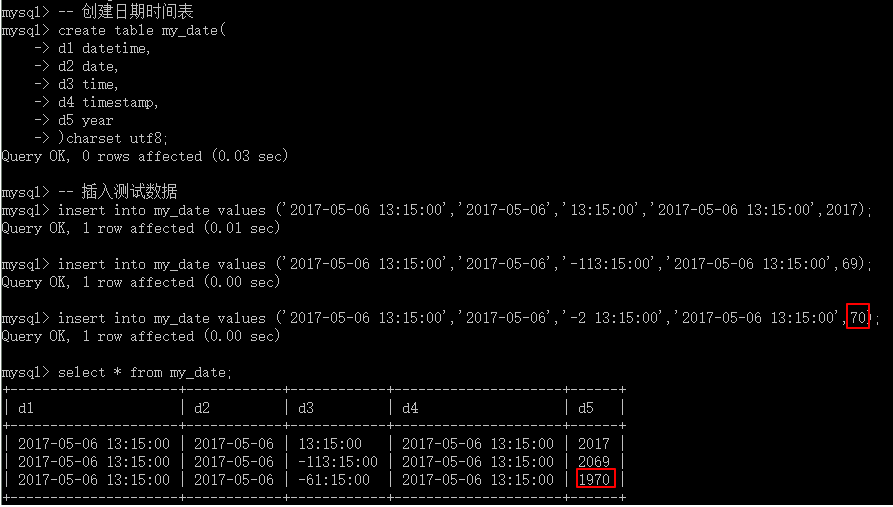 mysql> -- 创建日期时间表
mysql> create table my_date(
    -> d1 datetime,
    -> d2 date,
    -> d3 time,
    -> d4 timestamp,
    -> d5 year
    -> )charset utf8;
Query OK, 0 rows affected (0.03 sec)

mysql> -- 插入测试数据
mysql> insert into my_date values ('2017-05-06 13:15:00','2017-05-06','13:15:00','2017-05-06 13:15:00',2017);
Query OK, 1 row affected (0.01 sec)

mysql> insert into my_date values ('2017-05-06 13:15:00','2017-05-06','-113:15:00','2017-05-06 13:15:00',69);
Query OK, 1 row affected (0.00 sec)

mysql> insert into my_date values ('2017-05-06 13:15:00','2017-05-06','-2 13:15:00','2017-05-06 13:15:00',70);
Query OK, 1 row affected (0.00 sec)

mysql> select * from my_date;
+---------------------+------------+------------+---------------------+------+
| d1                  | d2         | d3         | d4                  | d5   |
+---------------------+------------+------------+---------------------+------+
| 2017-05-06 13:15:00 | 2017-05-06 | 13:15:00   | 2017-05-06 13:15:00 | 2017 |
| 2017-05-06 13:15:00 | 2017-05-06 | -113:15:00 | 2017-05-06 13:15:00 | 2069 |
| 2017-05-06 13:15:00 | 2017-05-06 | -61:15:00  | 2017-05-06 13:15:00 | 1970 |
+---------------------+------------+------------+---------------------+------+